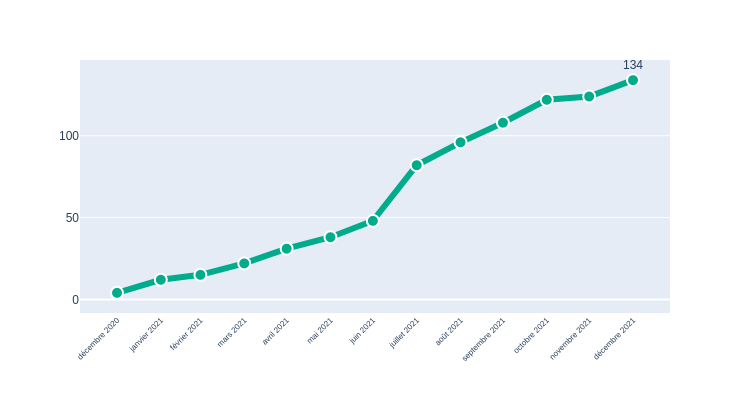 134
100
50
0
décembre 2020
janvier 2021
février 2021
mars 2021
avril 2021
mai 2021
juin 2021
juillet 2021
août 2021
septembre 2021
octobre 2021
novembre 2021
décembre 2021